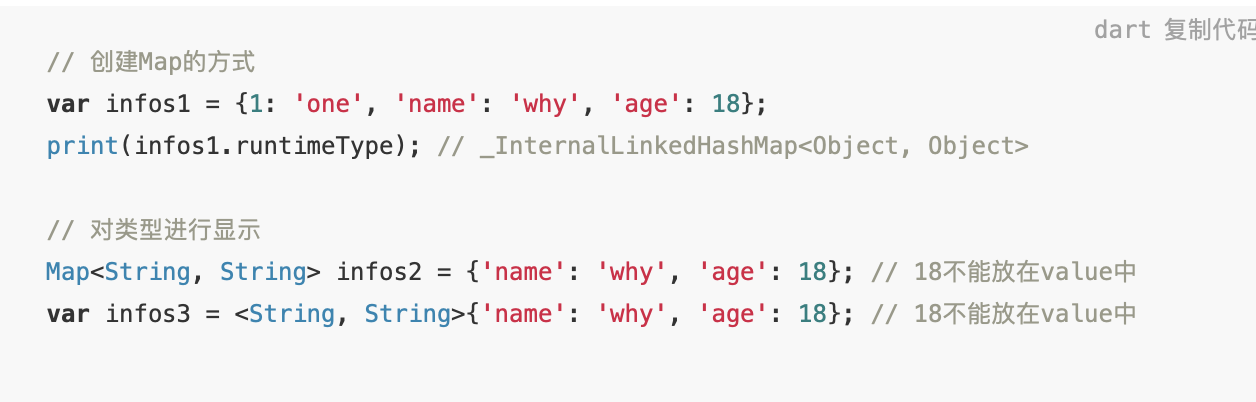 dart 复制代码
// 创建Map的方式
var infos1 = {1: 'one', 'name': 'why', 'age': 18};
print(infos1.runtimeType); // _InternalLinkedHashMap<Object, Object>
// 对类型进行显示
Map<String, String> infos2 = {'name': 'why', 'age': 18}; // 18不能放在value中
var infos3 = <String, String>{'name': 'why', 'age': 18}; // 18不能放在value中